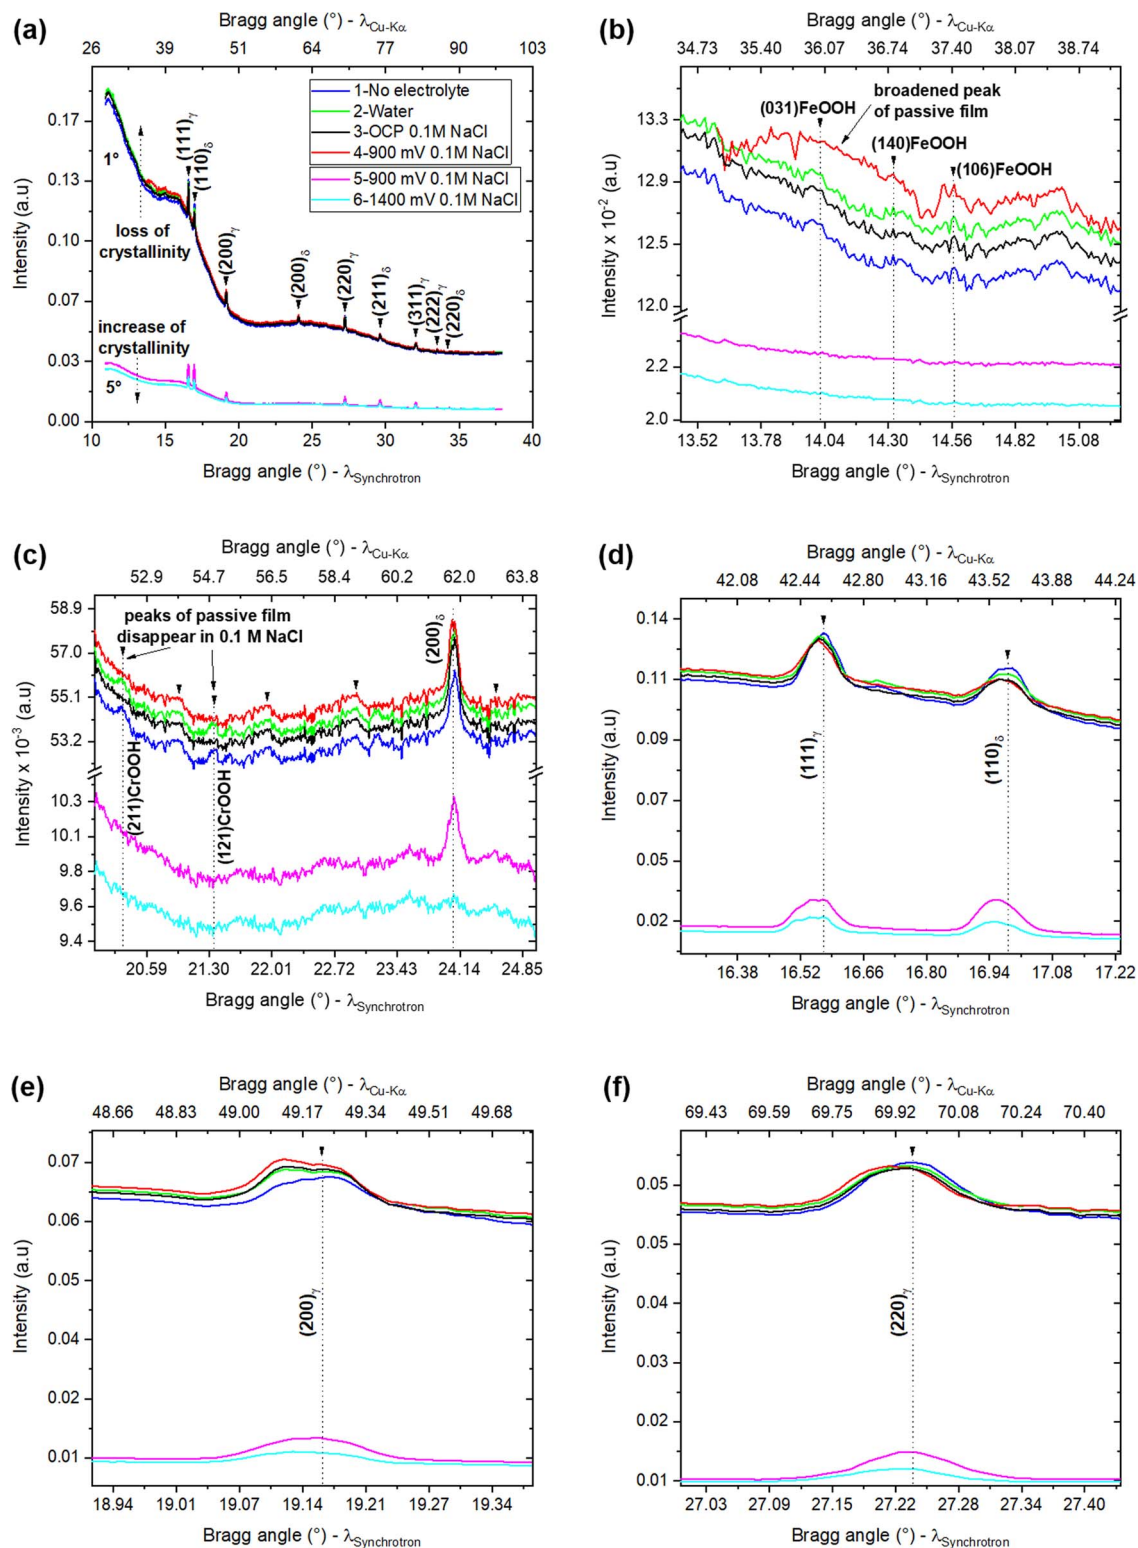 (a)
Bragg angle (°) - λCu-Kα
26 39 51 64 77 90 103
Intensity (a.u)
0.17
0.13
0.10
0.07
0.03
0.00
1-No electrolyte
2-Water
3-OCP 0.1M NaCl
4-900 mV 0.1M NaCl
5-900 mV 0.1M NaCl
6-1400 mV 0.1M NaCl
1°
loss of
crystallinity
increase of
crystallinity
5°
(111)γ
(110)δ
(200)γ
(200)δ
(220)γ
(211)δ
(311)γ
(222)γ
(220)δ
10 15 20 25 30 35 40
Bragg angle (°) - λSynchrotron
(b)
Bragg angle (°) - λCu-Kα
34.73 35.40 36.07 36.74 37.40 38.07 38.74
Intensity x 10⁻² (a.u)
13.3
12.9
12.5
12.0
2.2
2.0
broadened peak
of passive film
(031)FeOOH
(140)FeOOH
(106)FeOOH
13.52 13.78 14.04 14.30 14.56 14.82 15.08
Bragg angle (°) - λSynchrotron
(c)
Bragg angle (°) - λCu-Kα
52.9 54.7 56.5 58.4 60.2 62.0 63.8
Intensity x 10⁻³ (a.u)
58.9
57.0
55.1
53.2
10.3
10.1
9.8
9.6
9.4
peaks of passive film
disappear in 0.1 M NaCl
(200)δ
(211)CrOOH
(121)CrOOH
20.59 21.30 22.01 22.72 23.43 24.14 24.85
Bragg angle (°) - λSynchrotron
(d)
Bragg angle (°) - λCu-Kα
42.08 42.44 42.80 43.16 43.52 43.88 44.24
Intensity (a.u)
0.14
0.11
0.09
0.07
0.05
0.02
(111)γ
(110)δ
16.38 16.52 16.66 16.80 16.94 17.08 17.22
Bragg angle (°) - λSynchrotron
(e)
Bragg angle (°) - λCu-Kα
48.66 48.83 49.00 49.17 49.34 49.51 49.68
Intensity (a.u)
0.07
0.06
0.05
0.04
0.02
0.01
(200)γ
18.94 19.01 19.07 19.14 19.21 19.27 19.34
Bragg angle (°) - λSynchrotron
(f)
Bragg angle (°) - λCu-Kα
69.43 69.59 69.75 69.92 70.08 70.24 70.40
Intensity (a.u)
0.05
0.05
0.04
0.03
0.02
0.01
(220)γ
27.03 27.09 27.15 27.22 27.28 27.34 27.40
Bragg angle (°) - λSynchrotron